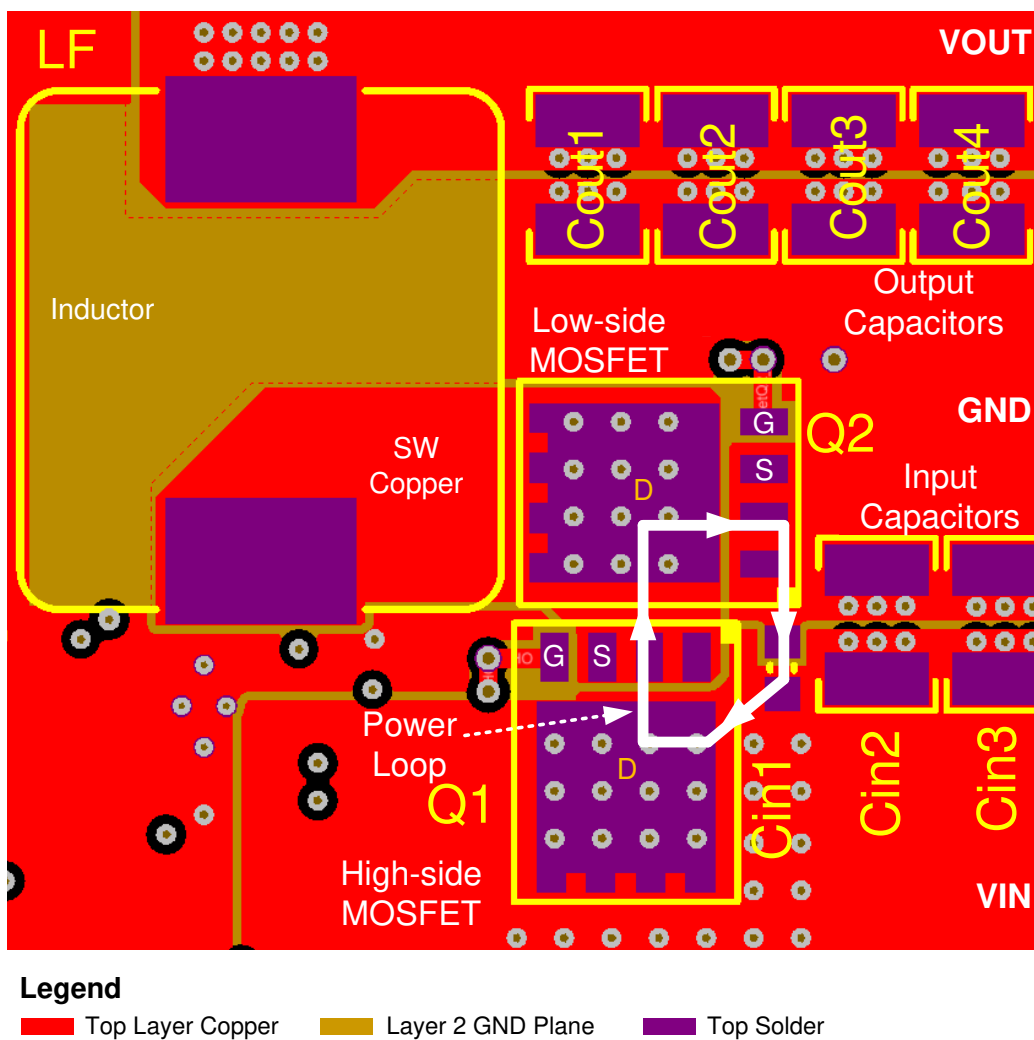 LF
VOUT
Cout1
Cout2
Cout3
Cout4
Inductor
Output
Capacitors
Low-side
MOSFET
GND
G
Q2
S
SW
Copper
D
Input
Capacitors
G
S
Power
Loop
D
Q1
Cin1
Cin2
Cin3
High-side
MOSFET
VIN
Legend
Top Layer Copper
Layer 2 GND Plane
Top Solder